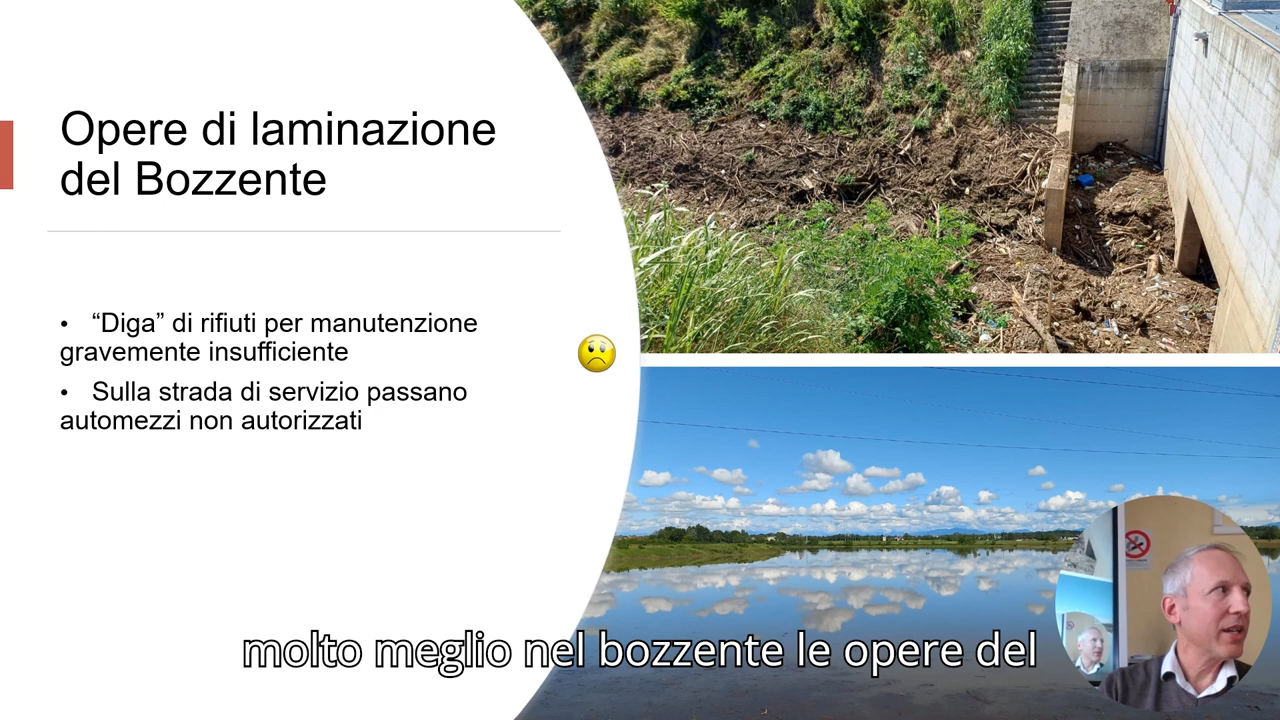 Opere di laminazione
del Bozzente
• “Diga” di rifiuti per manutenzione
gravemente insufficiente
• Sulla strada di servizio passano
automezzi non autorizzati
molto meglio nel bozzente le opere del